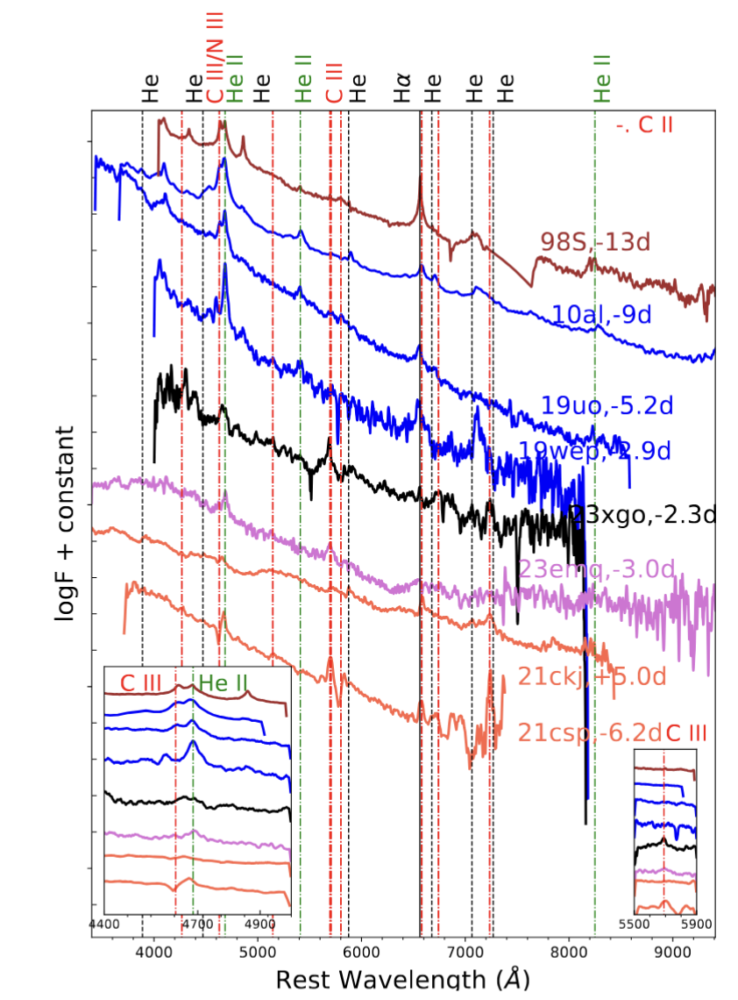 He
He
C III/N III
He II
He
He II
C III
He
Hα
He
He
He
He II
-. C II
98S,-13d
10al,-9d
19uo,-5.2d
19wep,-2.9d
23xgo,-2.3d
23emq,-3.0d
21ckj,+5.0d
21csp,-6.2d
C III He II
4400 4700 4900
C III
5500 5900
logF + constant
4000 5000 6000 7000 8000 9000
Rest Wavelength (Å)